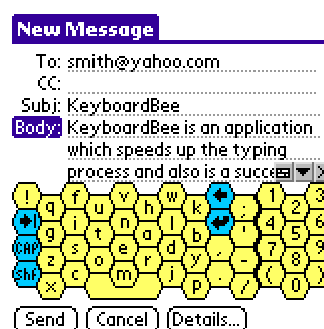 New Message
To: smith@yahoo.com
CC:
Subj: KeyboardBee
Body: KeyboardBee is an application
which speeds up the typing
process and also is a succe
! q f u v h w k 1 2 3
g i t n a l b 4 5 6
CAP s o e r d y 7 8 9
Shf z c m j . -
x p / 0
Send Cancel Details...